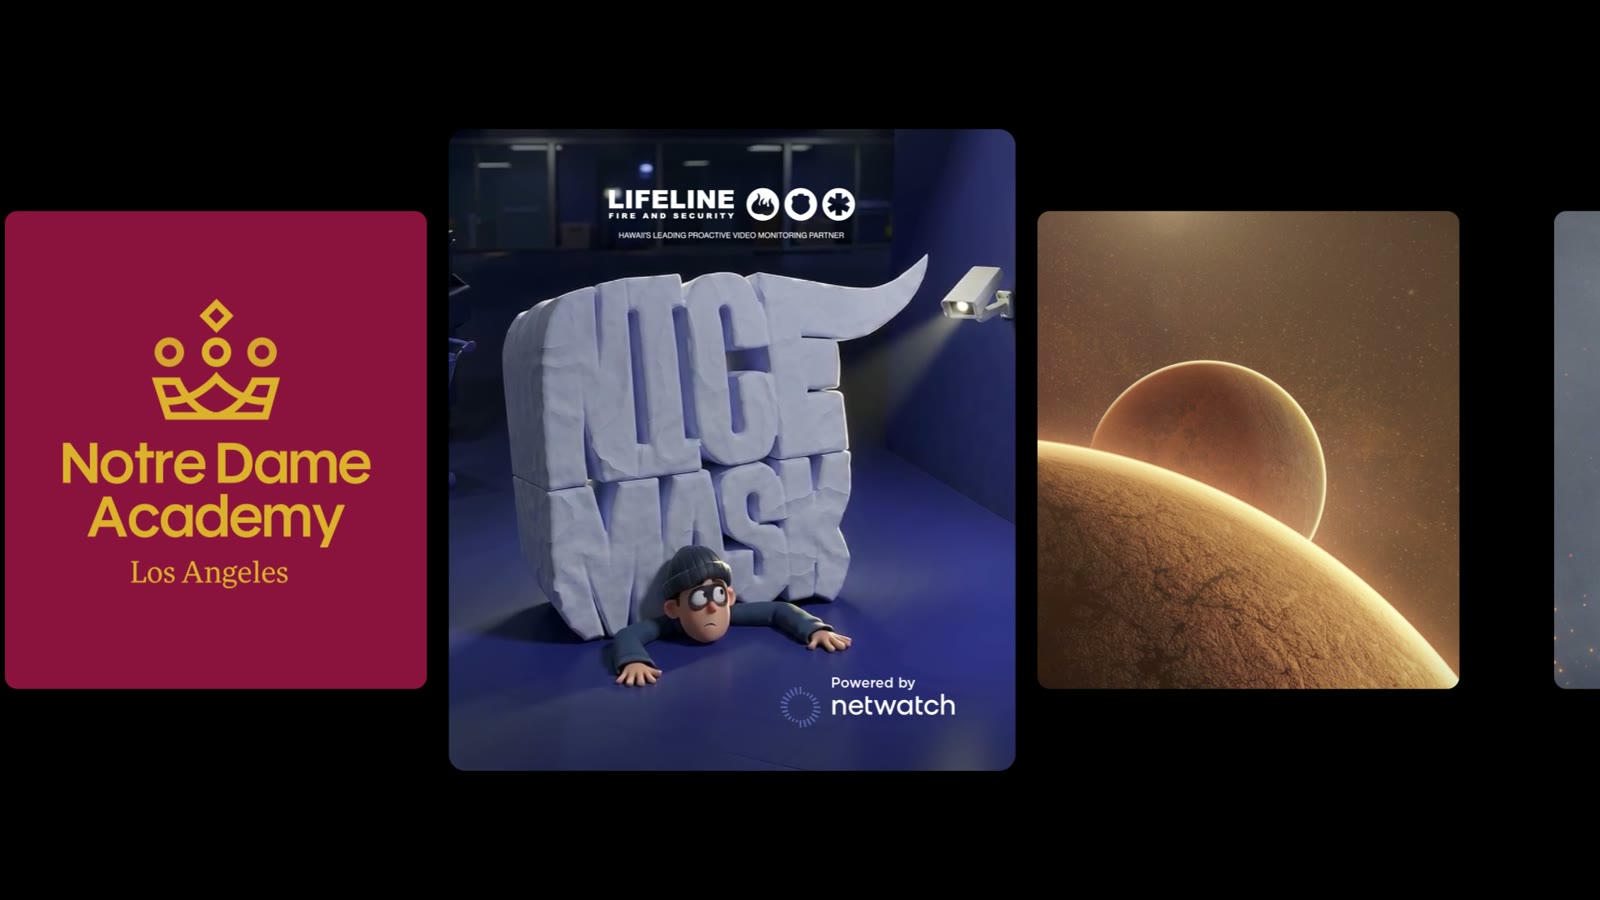 Notre Dame
Academy
Los Angeles
LIFELINE
FIRE AND SECURITY
HAWAII'S LEADING PROACTIVE VIDEO MONITORING PARTNER
NICE
MASK
Powered by
netwatch